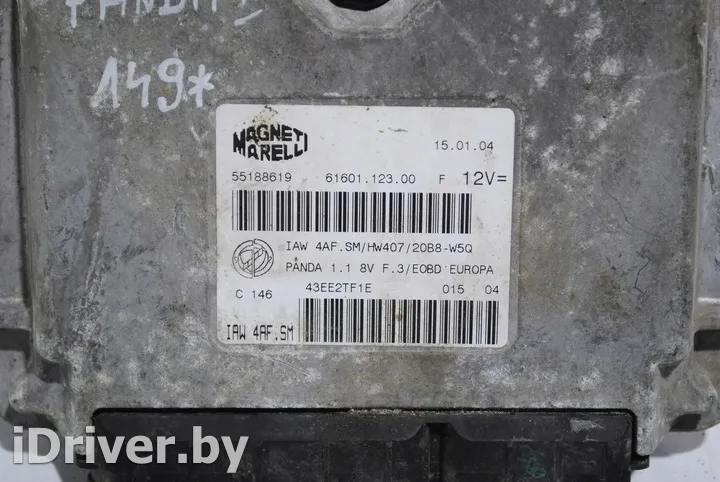 149*
MAGNETI
MARELLI
15.01.04
55188619 61601.123.00 F 12V=
IAW 4AF.SM/HW407/20B8-W5Q
PANDA 1.1 8V F.3/EOBD EUROPA
C 146 43EE2TF1E 015 04
IAW 4AF.SM
iDriver.by